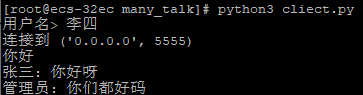 [root@ecs-32ec many_talk]# python3 cliect.py
用户名> 李四
连接到 ('0.0.0.0', 5555)
你好
张三：你好呀
管理员：你们都好码